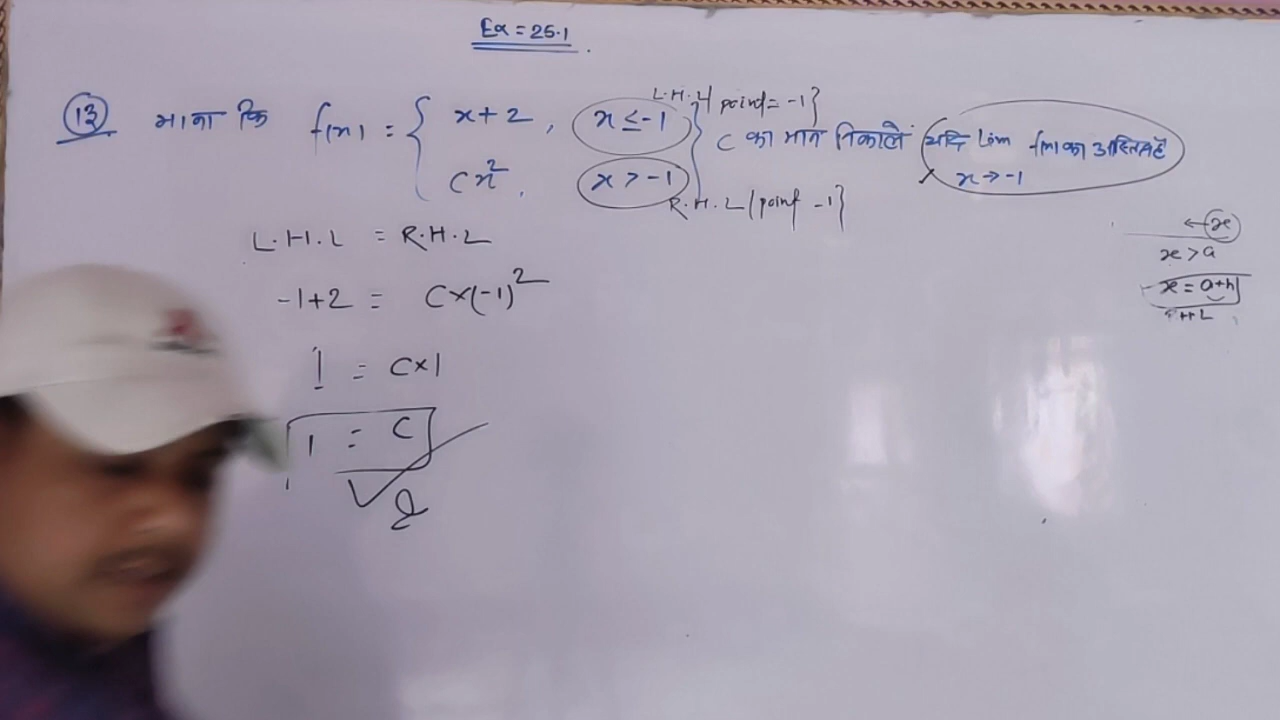 Ex = 25.1
(13) माना कि f(x) = { x+2 , x ≤ -1 L.H.L { point = -1 }
cx² , x > -1 R.H.L { point -1 }
C का मान निकालें यदि Lim f(x) का अस्तित्व है
x → -1
L.H.L = R.H.L
-1+2 = C×(-1)²
1 = C×1
1 = C
← x
x > a
x = a+h